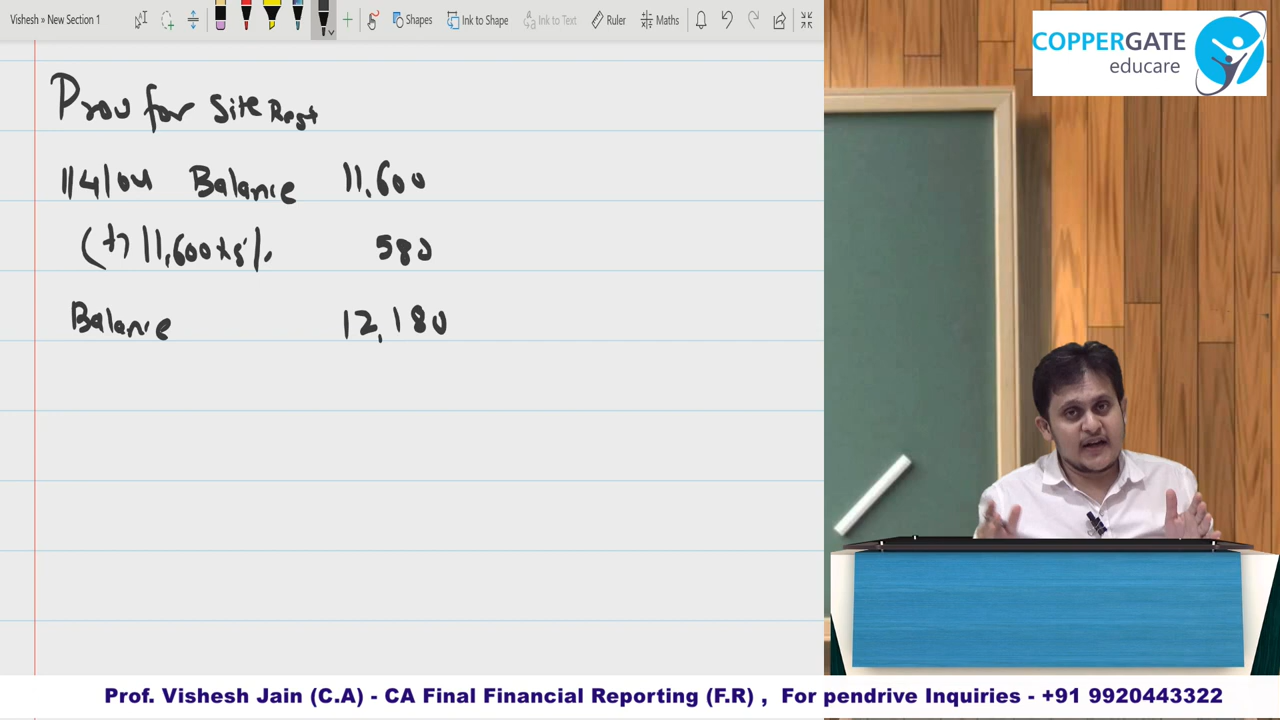 Vishesh > New Section 1
Shapes
Ink to Shape
Ink to Text
Ruler
Maths
COPPERGATE
educare
Prov for Site Rest
1/4/04 Balance 11,600
(+) 11,600x5% 580
Balance 12,180
Prof. Vishesh Jain (C.A) - CA Final Financial Reporting (F.R) , For pendrive Inquiries - +91 9920443322